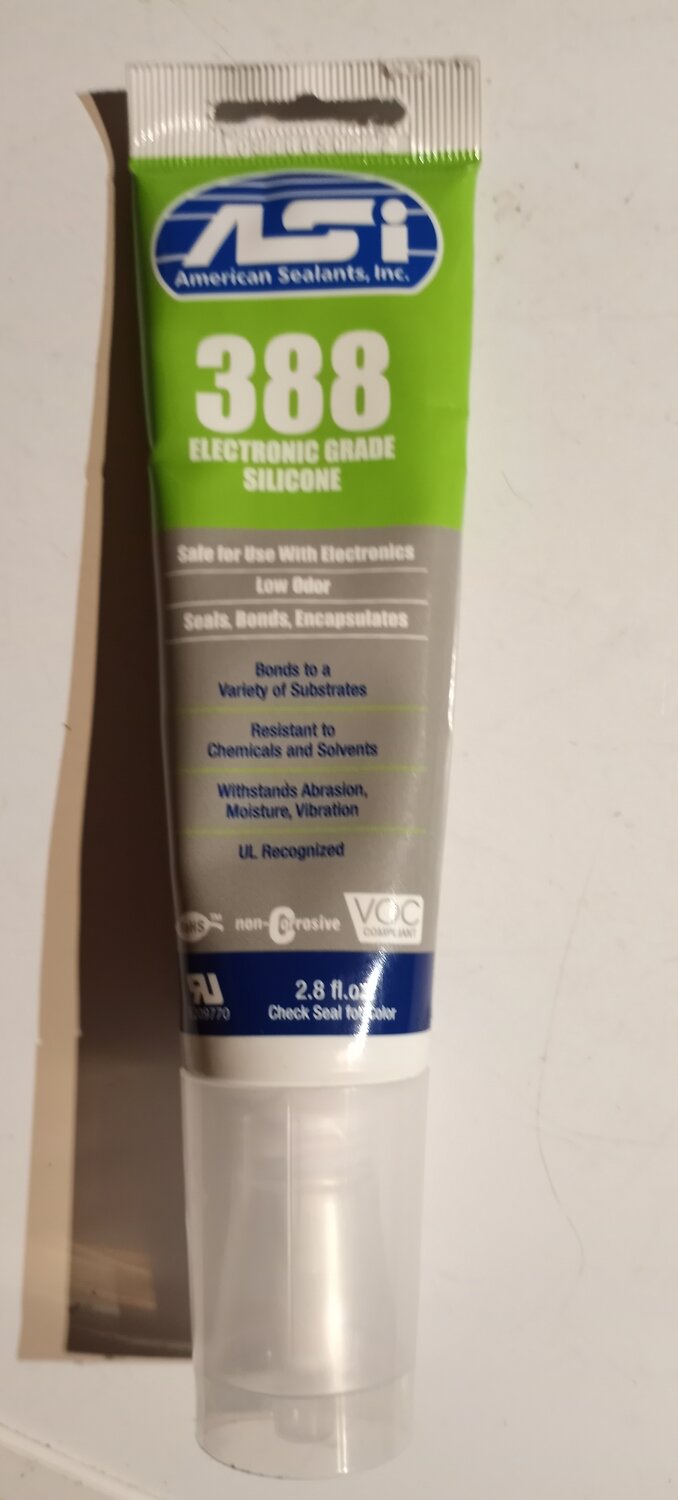 ASi
American Sealants, Inc.
388
ELECTRONIC GRADE
SILICONE
Safe for Use With Electronics
Low Odor
Seals, Bonds, Encapsulates
Bonds to a
Variety of Substrates
Resistant to
Chemicals and Solvents
Withstands Abrasion,
Moisture, Vibration
UL Recognized
non-Corrosive
VOC
COMPLIANT
2.8 fl.oz
Check Seal for Color